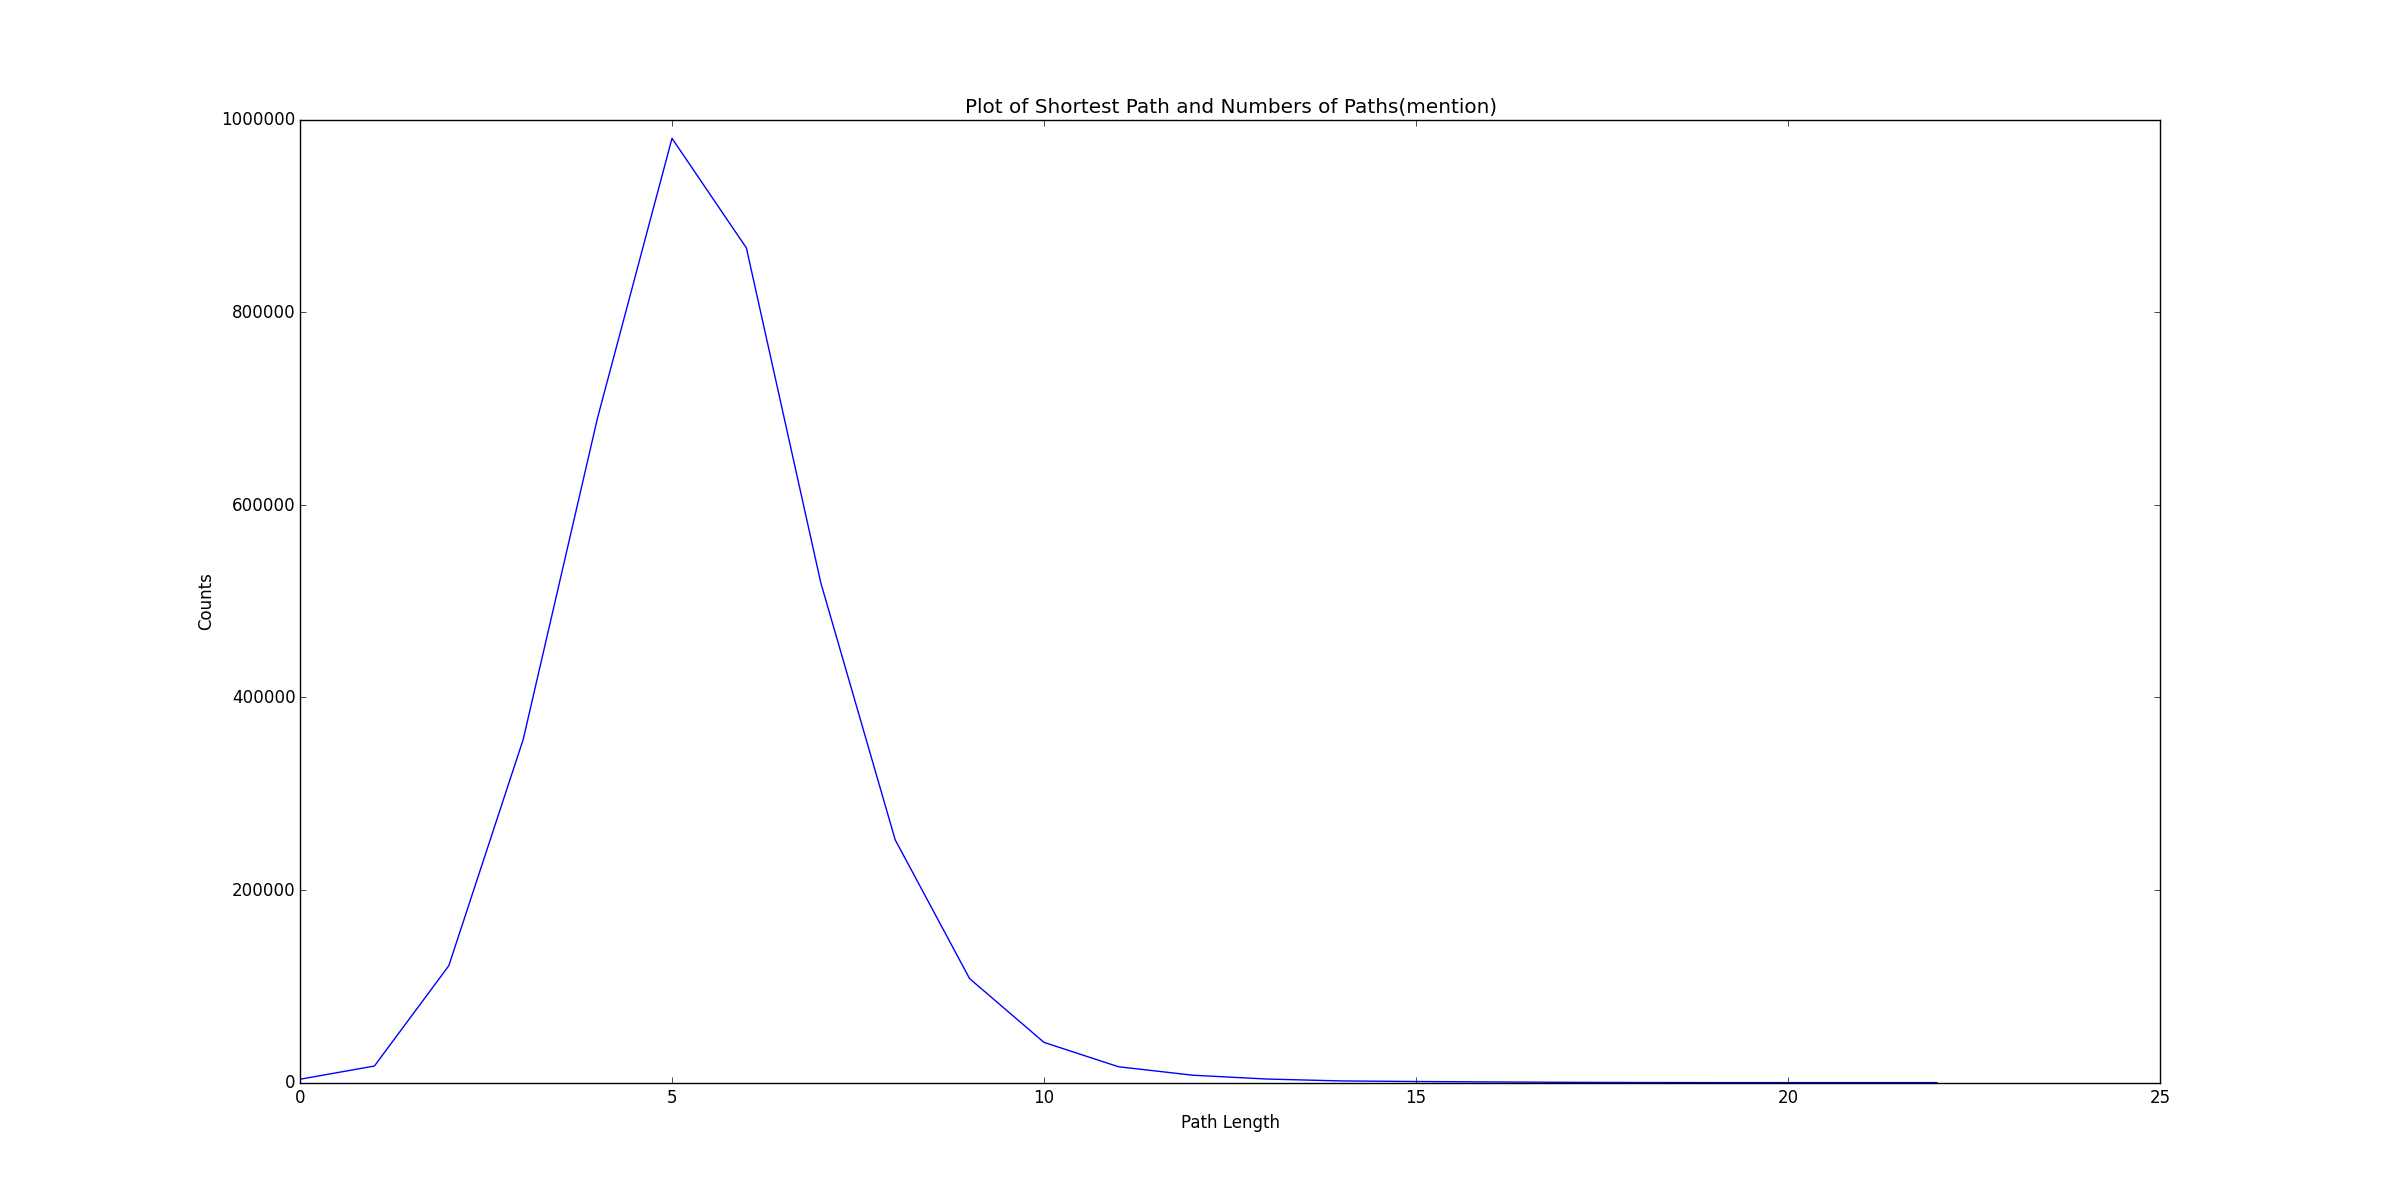 Plot of Shortest Path and Numbers of Paths(mention)
1000000
800000
600000
400000
200000
0
Counts
0 5 10 15 20 25
Path Length